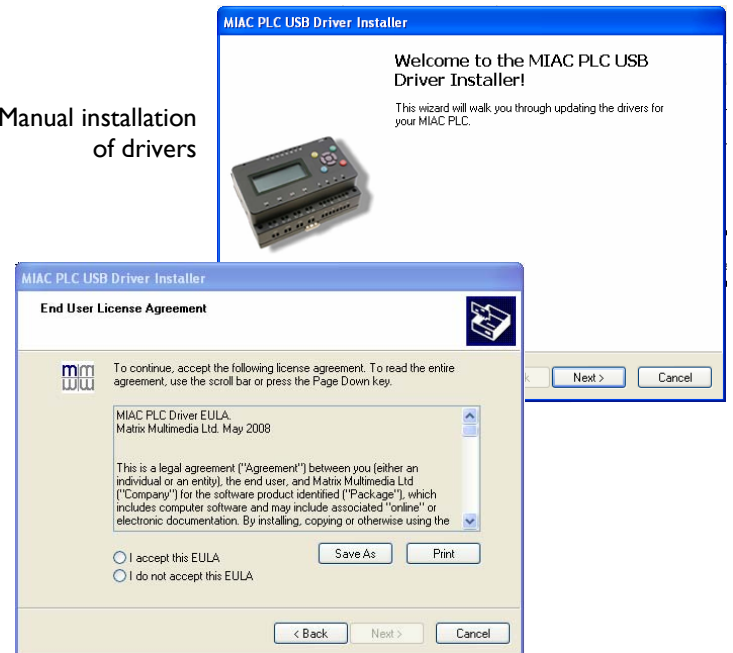 MIAC PLC USB Driver Installer
Welcome to the MIAC PLC USB
Driver Installer!
This wizard will walk you through updating the drivers for
your MIAC PLC.
Manual installation
of drivers
Next >
Cancel
MIAC PLC USB Driver Installer
End User License Agreement
To continue, accept the following license agreement. To read the entire
agreement, use the scroll bar or press the Page Down key.
MIAC PLC Driver EULA.
Matrix Multimedia Ltd. May 2008
This is a legal agreement ("Agreement") between you (either an
individual or an entity), the end user, and Matrix Multimedia Ltd
("Company") for the software product identified ("Package"), which
includes computer software and may include associated "online" or
electronic documentation. By installing, copying or otherwise using the
Save As
Print
I accept this EULA
I do not accept this EULA
< Back
Next >
Cancel